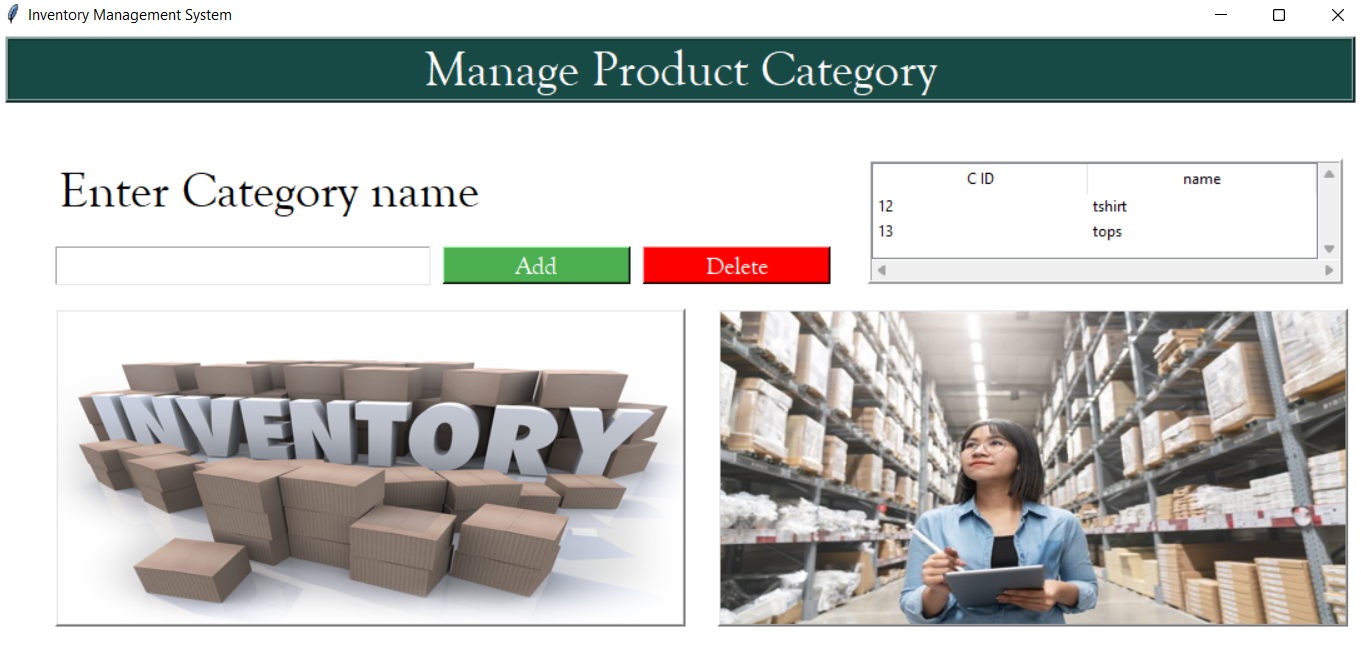 Inventory Management System
Manage Product Category
Enter Category name
Add Delete
C ID name
12 tshirt
13 tops
INVENTORY